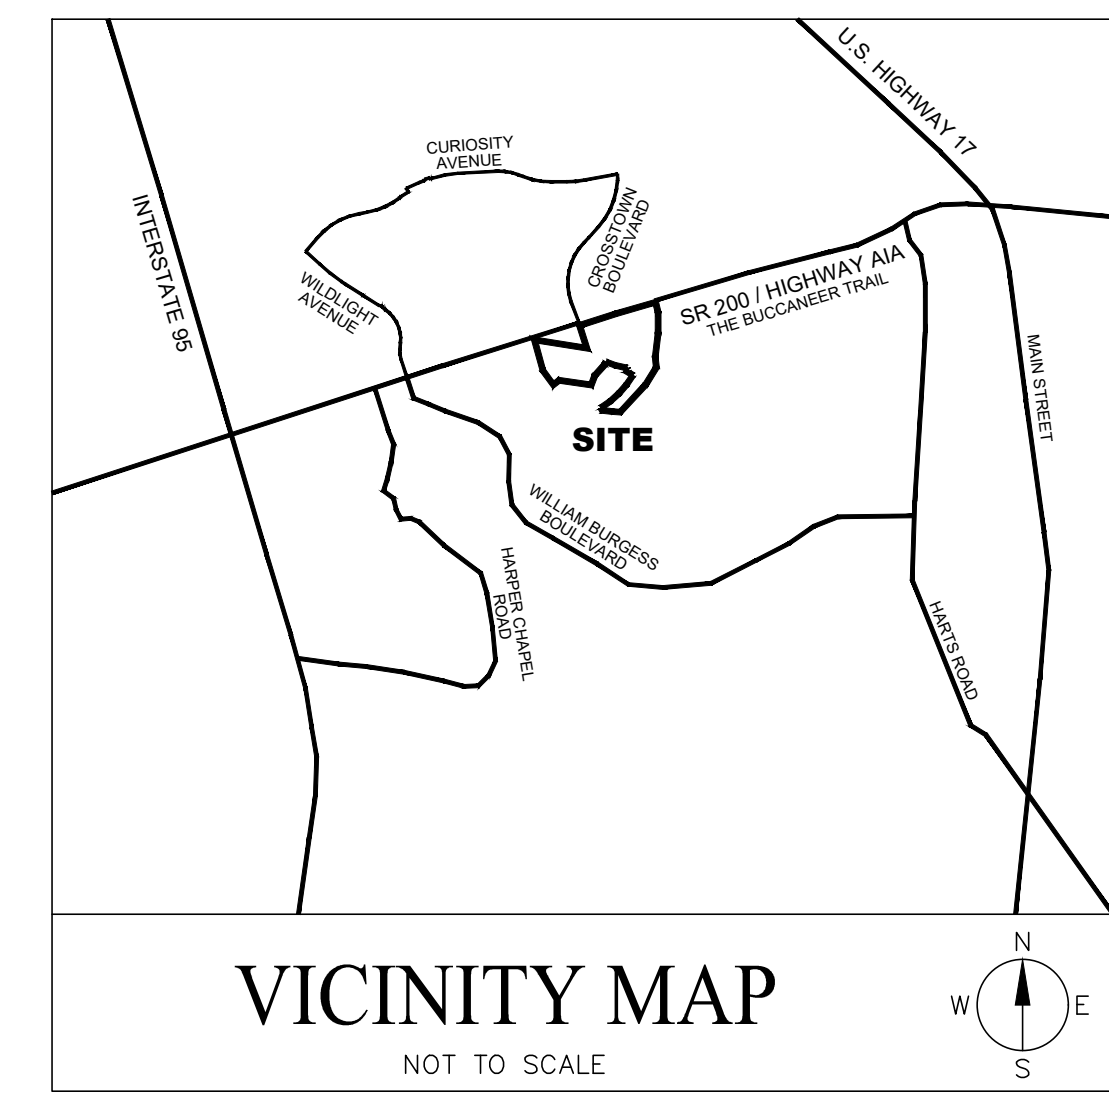 U.S. HIGHWAY 17
CURIOSITY
AVENUE
INTERSTATE 95
CROSSTOWN
BOULEVARD
WILDLIGHT
AVENUE
SR 200 / HIGHWAY AIA
THE BUCCANEER TRAIL
MAIN STREET
SITE
WILLIAM BURGESS
BOULEVARD
HARPER CHAPEL
ROAD
HARTS ROAD
VICINITY MAP
NOT TO SCALE
N
W
E
S